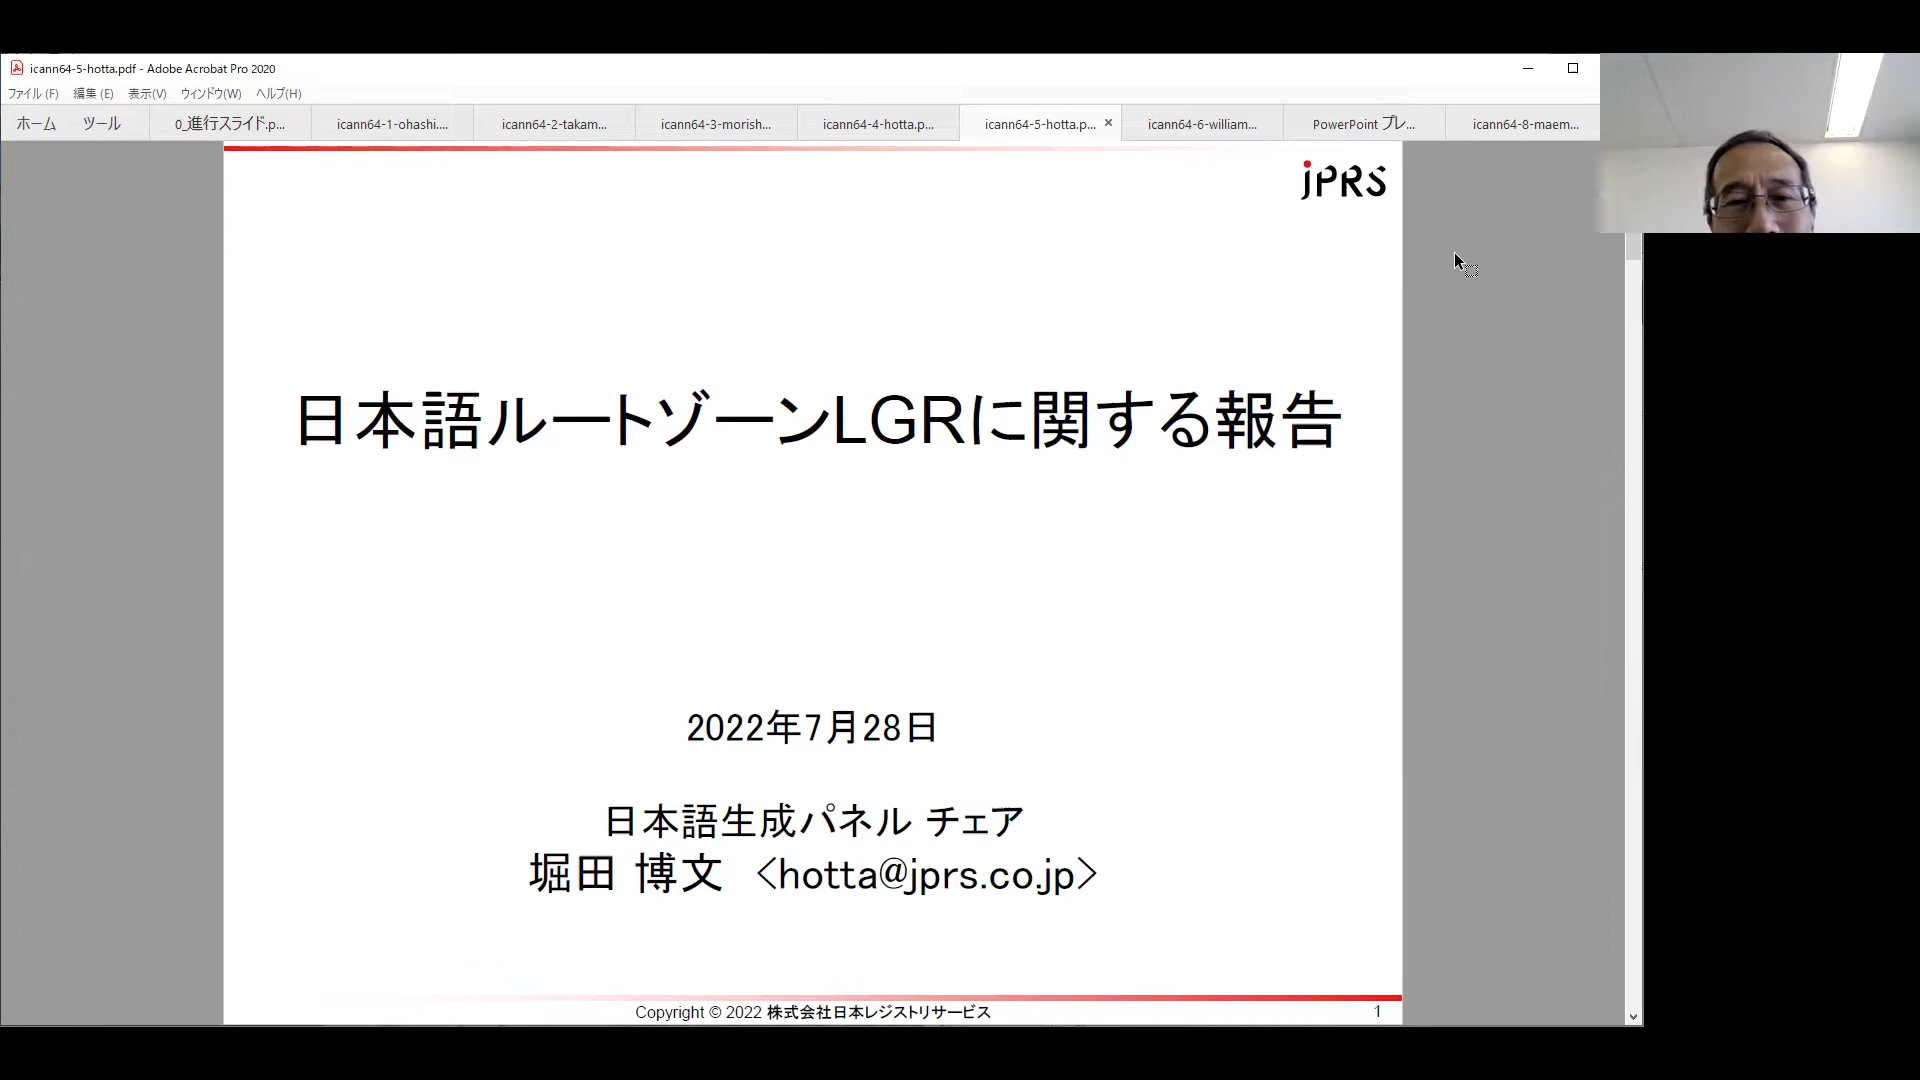 icann64-5-hotta.pdf - Adobe Acrobat Pro 2020
ファイル(F) 編集(E) 表示(V) ウィンドウ(W) ヘルプ(H)
ホーム ツール 0_進行スライド.p... icann64-1-ohashi.... icann64-2-takam... icann64-3-morish... icann64-4-hotta.p... icann64-5-hotta.p... × icann64-6-william... PowerPoint プレ... icann64-8-maem...
jPRS
日本語ルートゾーンLGRに関する報告
2022年7月28日
日本語生成パネル チェア
堀田 博文 <hotta@jprs.co.jp>
Copyright © 2022 株式会社日本レジストリサービス 1